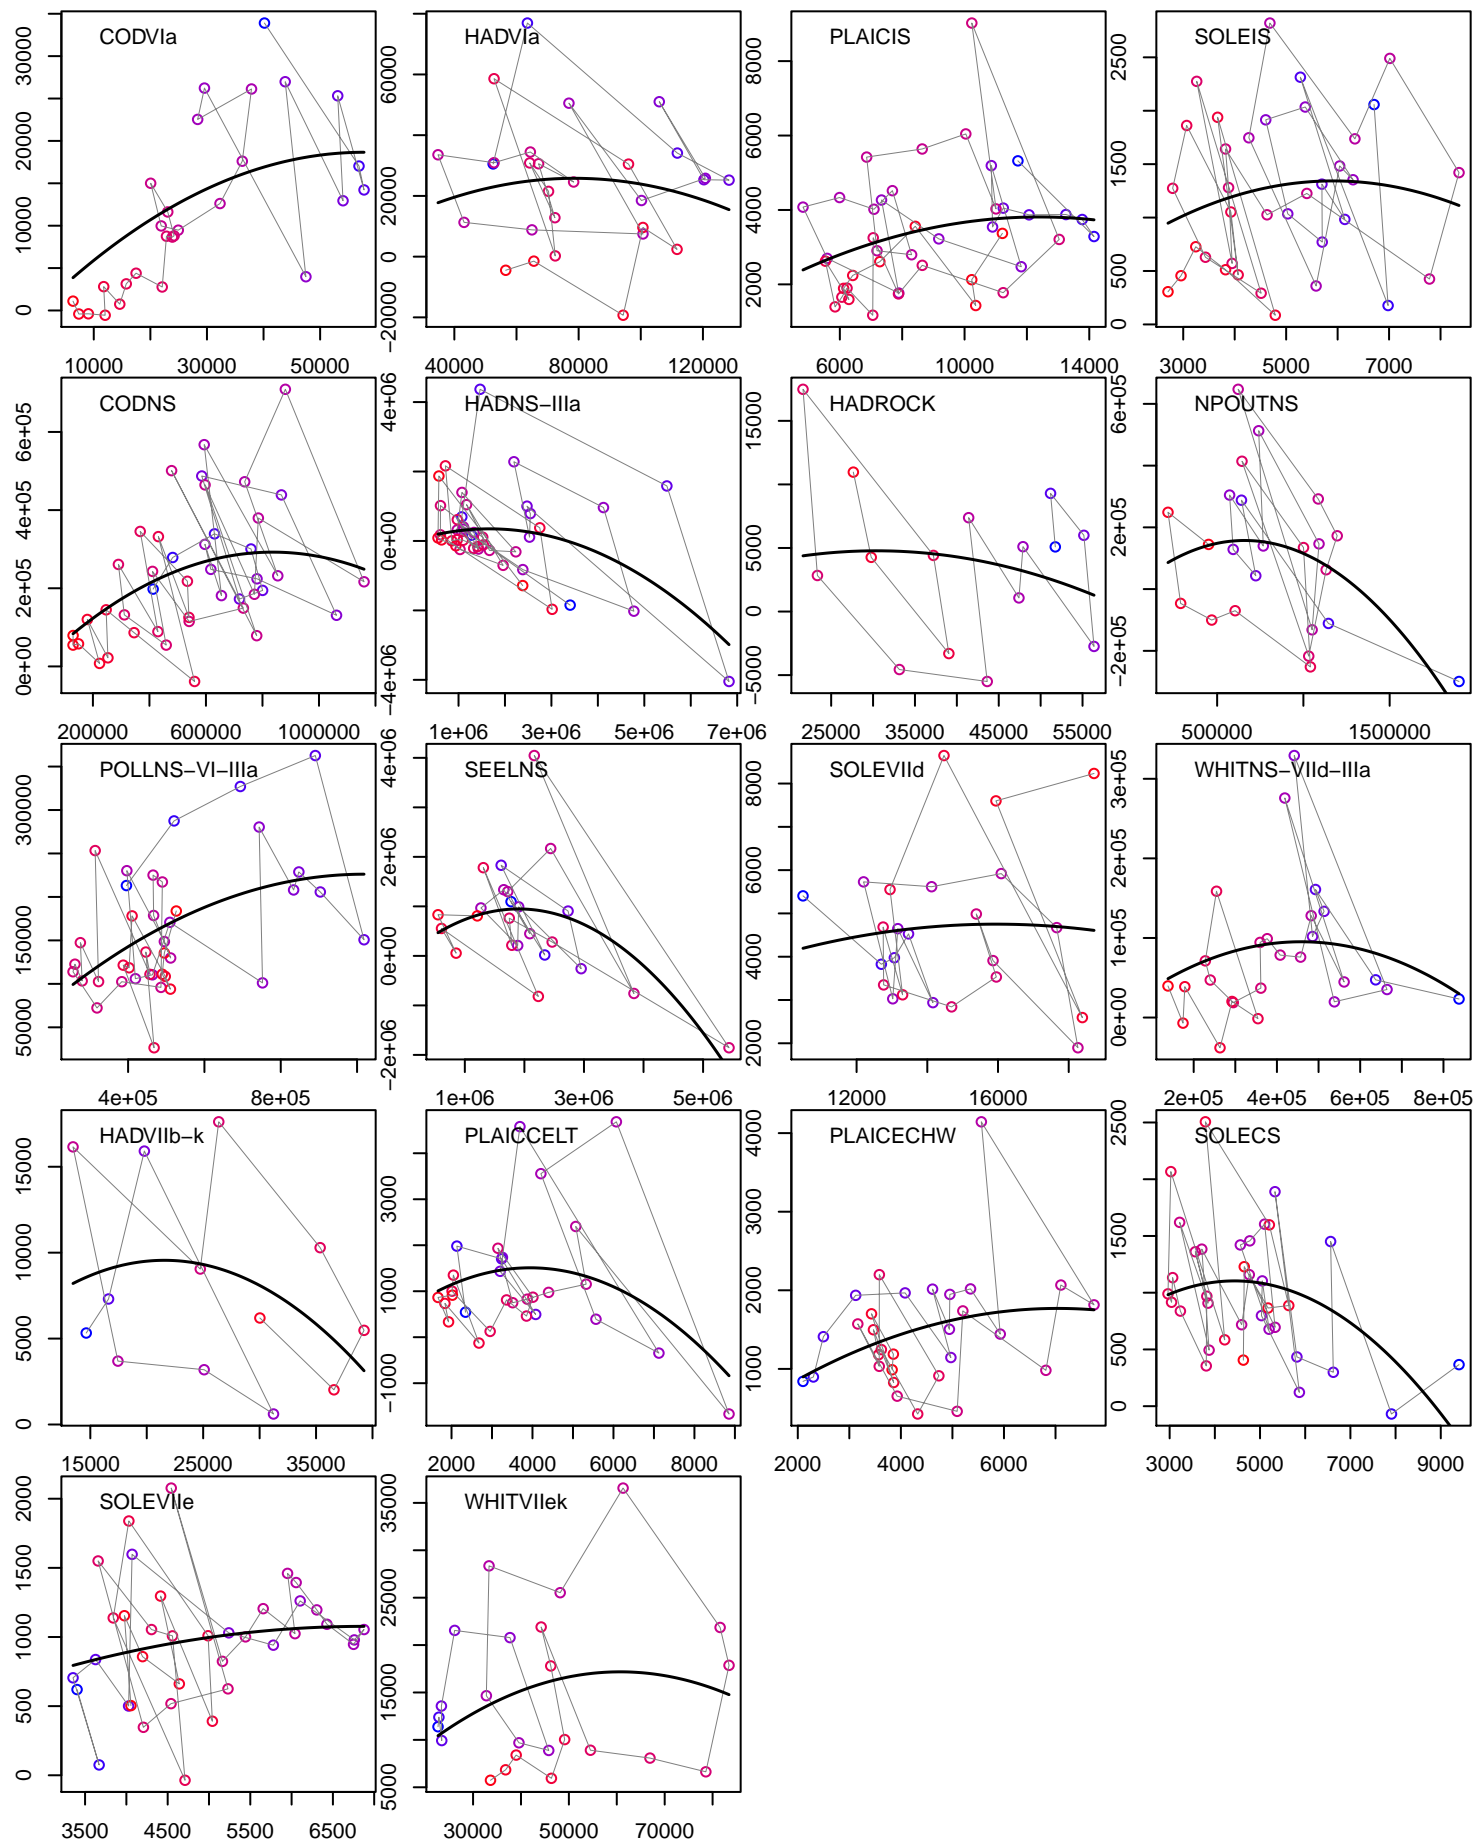 CODVIa HADVIa PLAICIS SOLEIS
0 10000 20000 30000
−20000 0 20000 60000
2000 4000 6000 8000
0 500 1500 2500
10000 30000 50000
40000 80000 120000
6000 10000 14000
3000 5000 7000
CODNS HADNS−IIIa HADROCK NPOUTNS
0e+00 2e+05 4e+05 6e+05
−4e+06 0e+00 4e+06
−5000 0 5000 15000
−2e+05 2e+05 6e+05
200000 600000 1000000
1e+06 3e+06 5e+06 7e+06
25000 35000 45000 55000
5000000 1500000
POLLNS−VI−IIIa SEELNS SOLEVIId WHITNS−VIId−IIIa
50000 150000 300000
−2e+06 0e+00 2e+06 4e+06
2000 4000 6000 8000
0e+00 1e+05 2e+05 3e+05
4e+05 8e+05
1e+06 3e+06 5e+06
12000 16000
2e+05 4e+05 6e+05 8e+05
HADVIIb−k PLAICCELT PLAICECHW SOLECS
0 5000 10000 15000
−1000 1000 3000
1000 2000 3000 4000
0 500 1500 2500
15000 25000 35000
2000 4000 6000 8000
2000 4000 6000
3000 5000 7000 9000
SOLEVIIe WHITVIIek
0 500 1000 1500 2000
5000 15000 25000 35000
3500 4500 5500 6500
30000 50000 70000